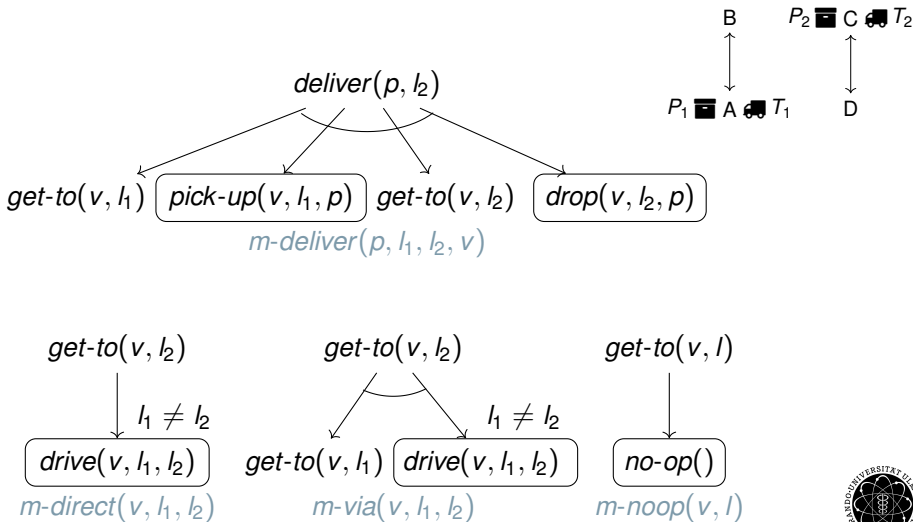 B P₂ C T₂
deliver(p, l₂)
P₁ A T₁ D
get-to(v, l₁) pick-up(v, l₁, p) get-to(v, l₂) drop(v, l₂, p)
m-deliver(p, l₁, l₂, v)
get-to(v, l₂) get-to(v, l₂) get-to(v, l)
l₁ ≠ l₂ l₁ ≠ l₂
drive(v, l₁, l₂) get-to(v, l₁) drive(v, l₁, l₂) no-op()
m-direct(v, l₁, l₂) m-via(v, l₁, l₂) m-noop(v, l)